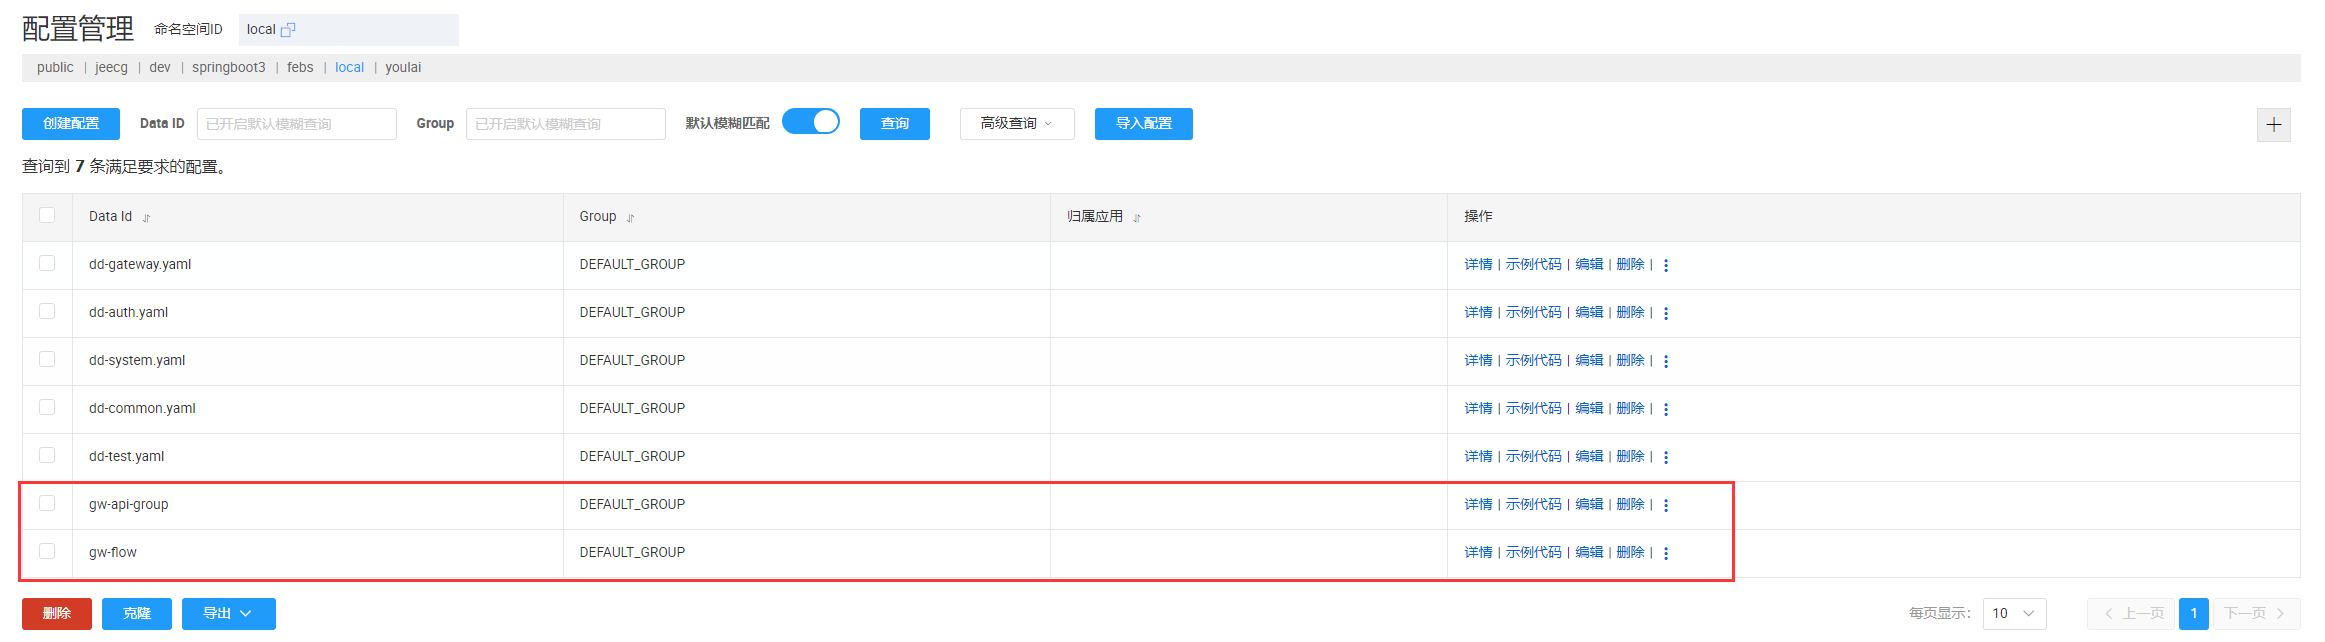 配置管理 命名空间ID local
public | jeecg | dev | springboot3 | febs | local | youlai
创建配置 Data ID 已开启默认模糊查询 Group 已开启默认模糊查询 默认模糊匹配 查询 高级查询 导入配置
查询到 7 条满足要求的配置。
Data Id Group 归属应用 操作
dd-gateway.yaml DEFAULT_GROUP 详情 | 示例代码 | 编辑 | 删除 |
dd-auth.yaml DEFAULT_GROUP 详情 | 示例代码 | 编辑 | 删除 |
dd-system.yaml DEFAULT_GROUP 详情 | 示例代码 | 编辑 | 删除 |
dd-common.yaml DEFAULT_GROUP 详情 | 示例代码 | 编辑 | 删除 |
dd-test.yaml DEFAULT_GROUP 详情 | 示例代码 | 编辑 | 删除 |
gw-api-group DEFAULT_GROUP 详情 | 示例代码 | 编辑 | 删除 |
gw-flow DEFAULT_GROUP 详情 | 示例代码 | 编辑 | 删除 |
删除 克隆 导出 每页显示: 10 上一页 1 下一页